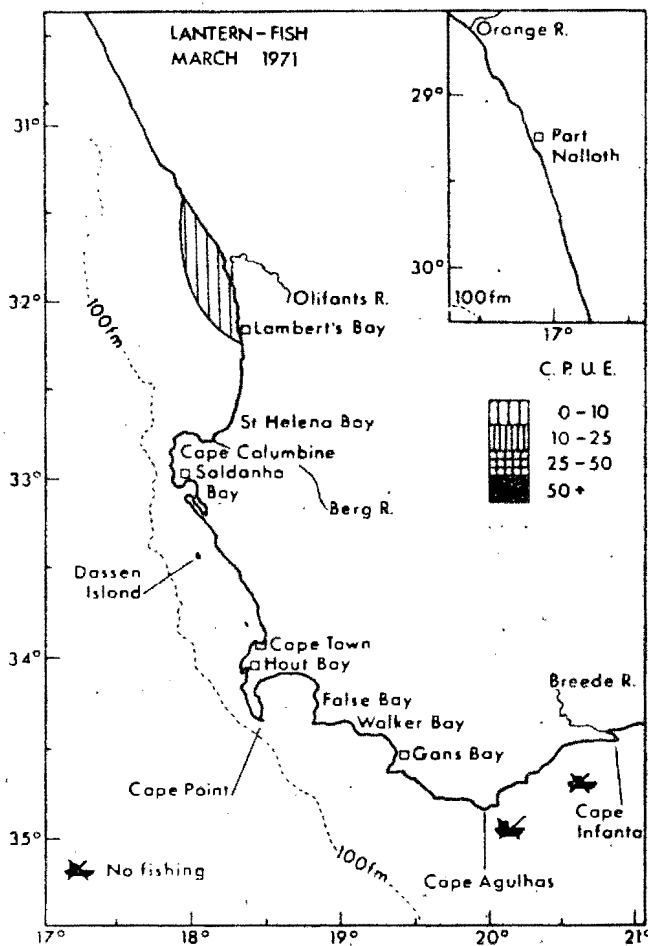 LANTERN-FISH
MARCH 1971
Orange R.
29°
Part
Nolloth
30°
100fm
17°
31°
32°
33°
34°
35°
100fm
Olifants R.
Lambert's Bay
C. P. U. E.
0-10
10-25
25-50
50+
St Helena Bay
Cape Columbine
Saldanha
Bay
Berg R.
Dassen
Island
Cape Town
Hout Bay
False Bay
Walker Bay
Gans Bay
Breede R.
Cape Point
Cape
Infanta
No fishing
100fm
Cape Agulhas
17°
18°
19°
20°
21°